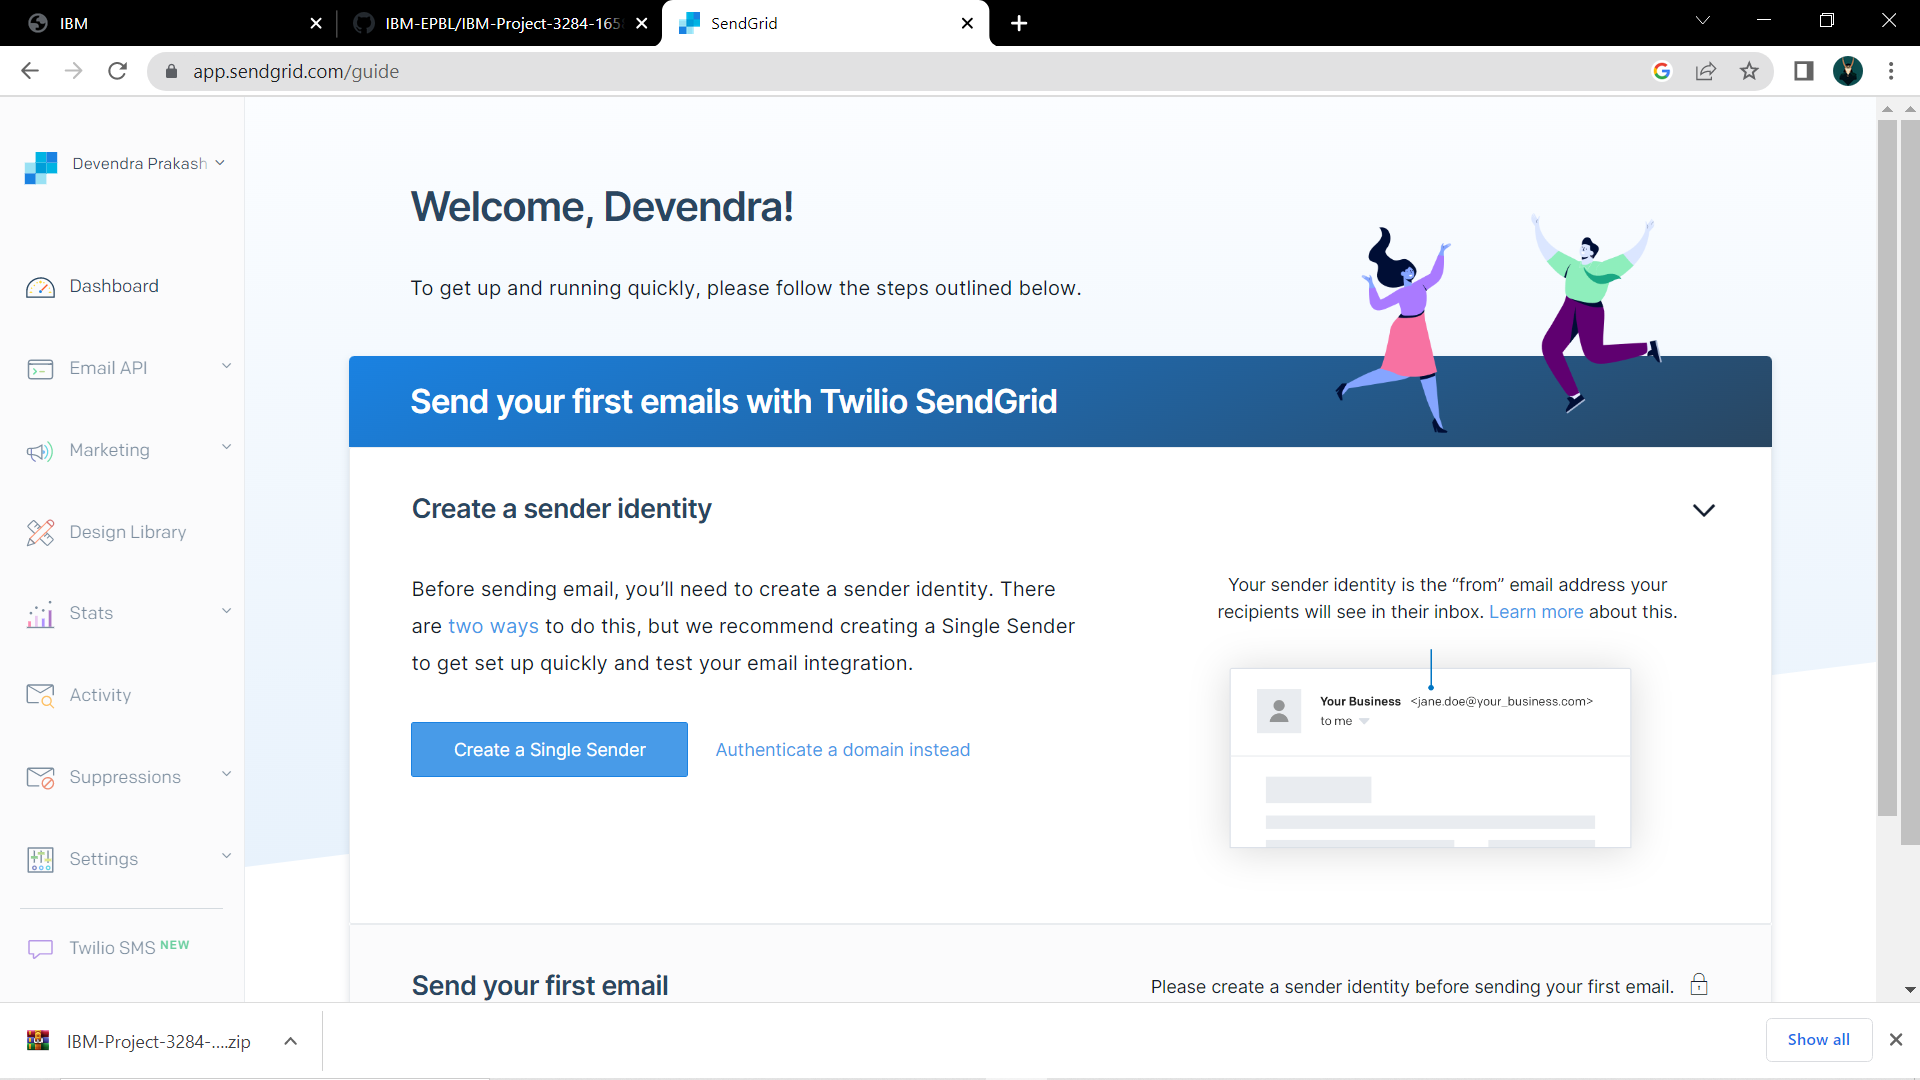 IBM
IBM-EPBL/IBM-Project-3284-165
SendGrid
app.sendgrid.com/guide
Devendra Prakash
Dashboard
Email API
Marketing
Design Library
Stats
Activity
Suppressions
Settings
Twilio SMS NEW
Welcome, Devendra!
To get up and running quickly, please follow the steps outlined below.
Send your first emails with Twilio SendGrid
Create a sender identity
Before sending email, you’ll need to create a sender identity. There
are two ways to do this, but we recommend creating a Single Sender
to get set up quickly and test your email integration.
Create a Single Sender
Authenticate a domain instead
Your sender identity is the “from” email address your
recipients will see in their inbox. Learn more about this.
Your Business <jane.doe@your_business.com>
to me
Send your first email
Please create a sender identity before sending your first email.
IBM-Project-3284-....zip
Show all